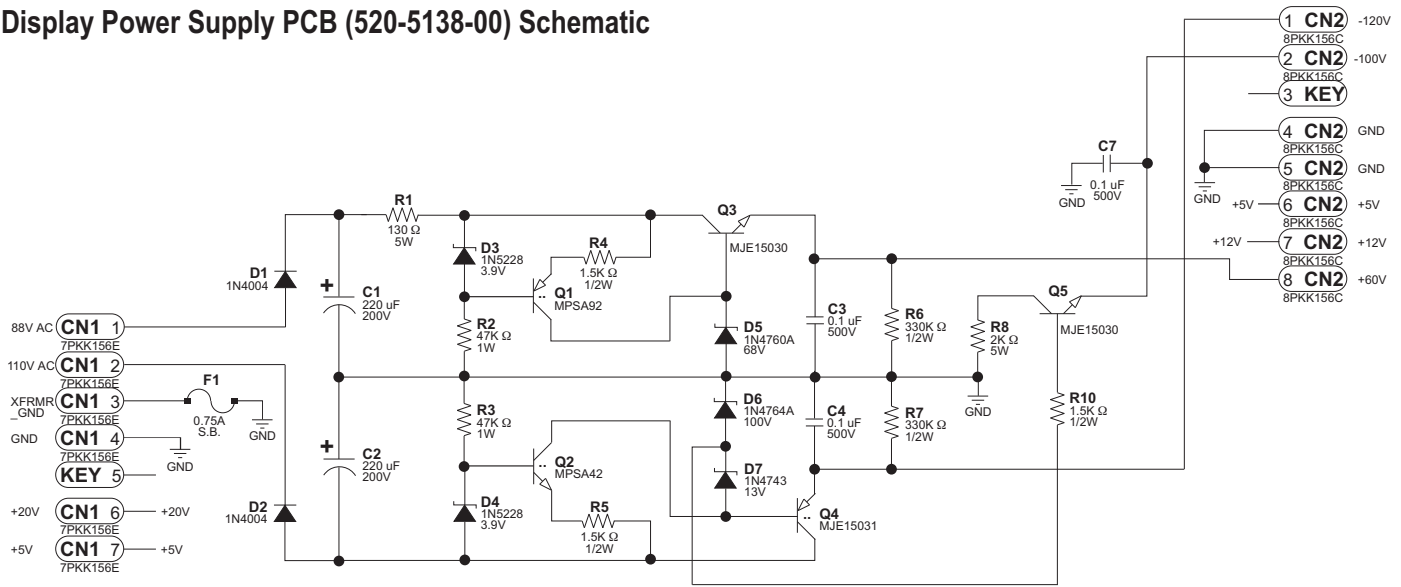 Display Power Supply PCB (520-5138-00) Schematic
1 CN2 -120V
8PKK156C
2 CN2 -100V
8PKK156C
3 KEY
4 CN2 GND
8PKK156C
5 CN2 GND
8PKK156C
GND
+5V 6 CN2 +5V
8PKK156C
+12V 7 CN2 +12V
8PKK156C
8 CN2 +60V
8PKK156C
C7
0.1 uF
500V
GND
R1
130 Ω
5W
Q3
MJE15030
D3
1N5228
3.9V
R4
1.5K Ω
1/2W
D1
1N4004
+
C1
220 uF
200V
Q1
MPSA92
R2
47K Ω
1W
D5
1N4760A
68V
C3
0.1 uF
500V
R6
330K Ω
1/2W
R8
2K Ω
5W
Q5
MJE15030
88V AC CN1 1
7PKK156E
110V AC CN1 2
7PKK156E
XFRMR
_GND
CN1 3
7PKK156E
F1
0.75A
S.B.
GND
GND CN1 4
7PKK156E
GND
KEY 5
+20V CN1 6 +20V
7PKK156E
+5V CN1 7 +5V
7PKK156E
R3
47K Ω
1W
D6
1N4764A
100V
C4
0.1 uF
500V
R7
330K Ω
1/2W
GND
R10
1.5K Ω
1/2W
+
C2
220 uF
200V
Q2
MPSA42
D7
1N4743
13V
D2
1N4004
D4
1N5228
3.9V
R5
1.5K Ω
1/2W
Q4
MJE15031